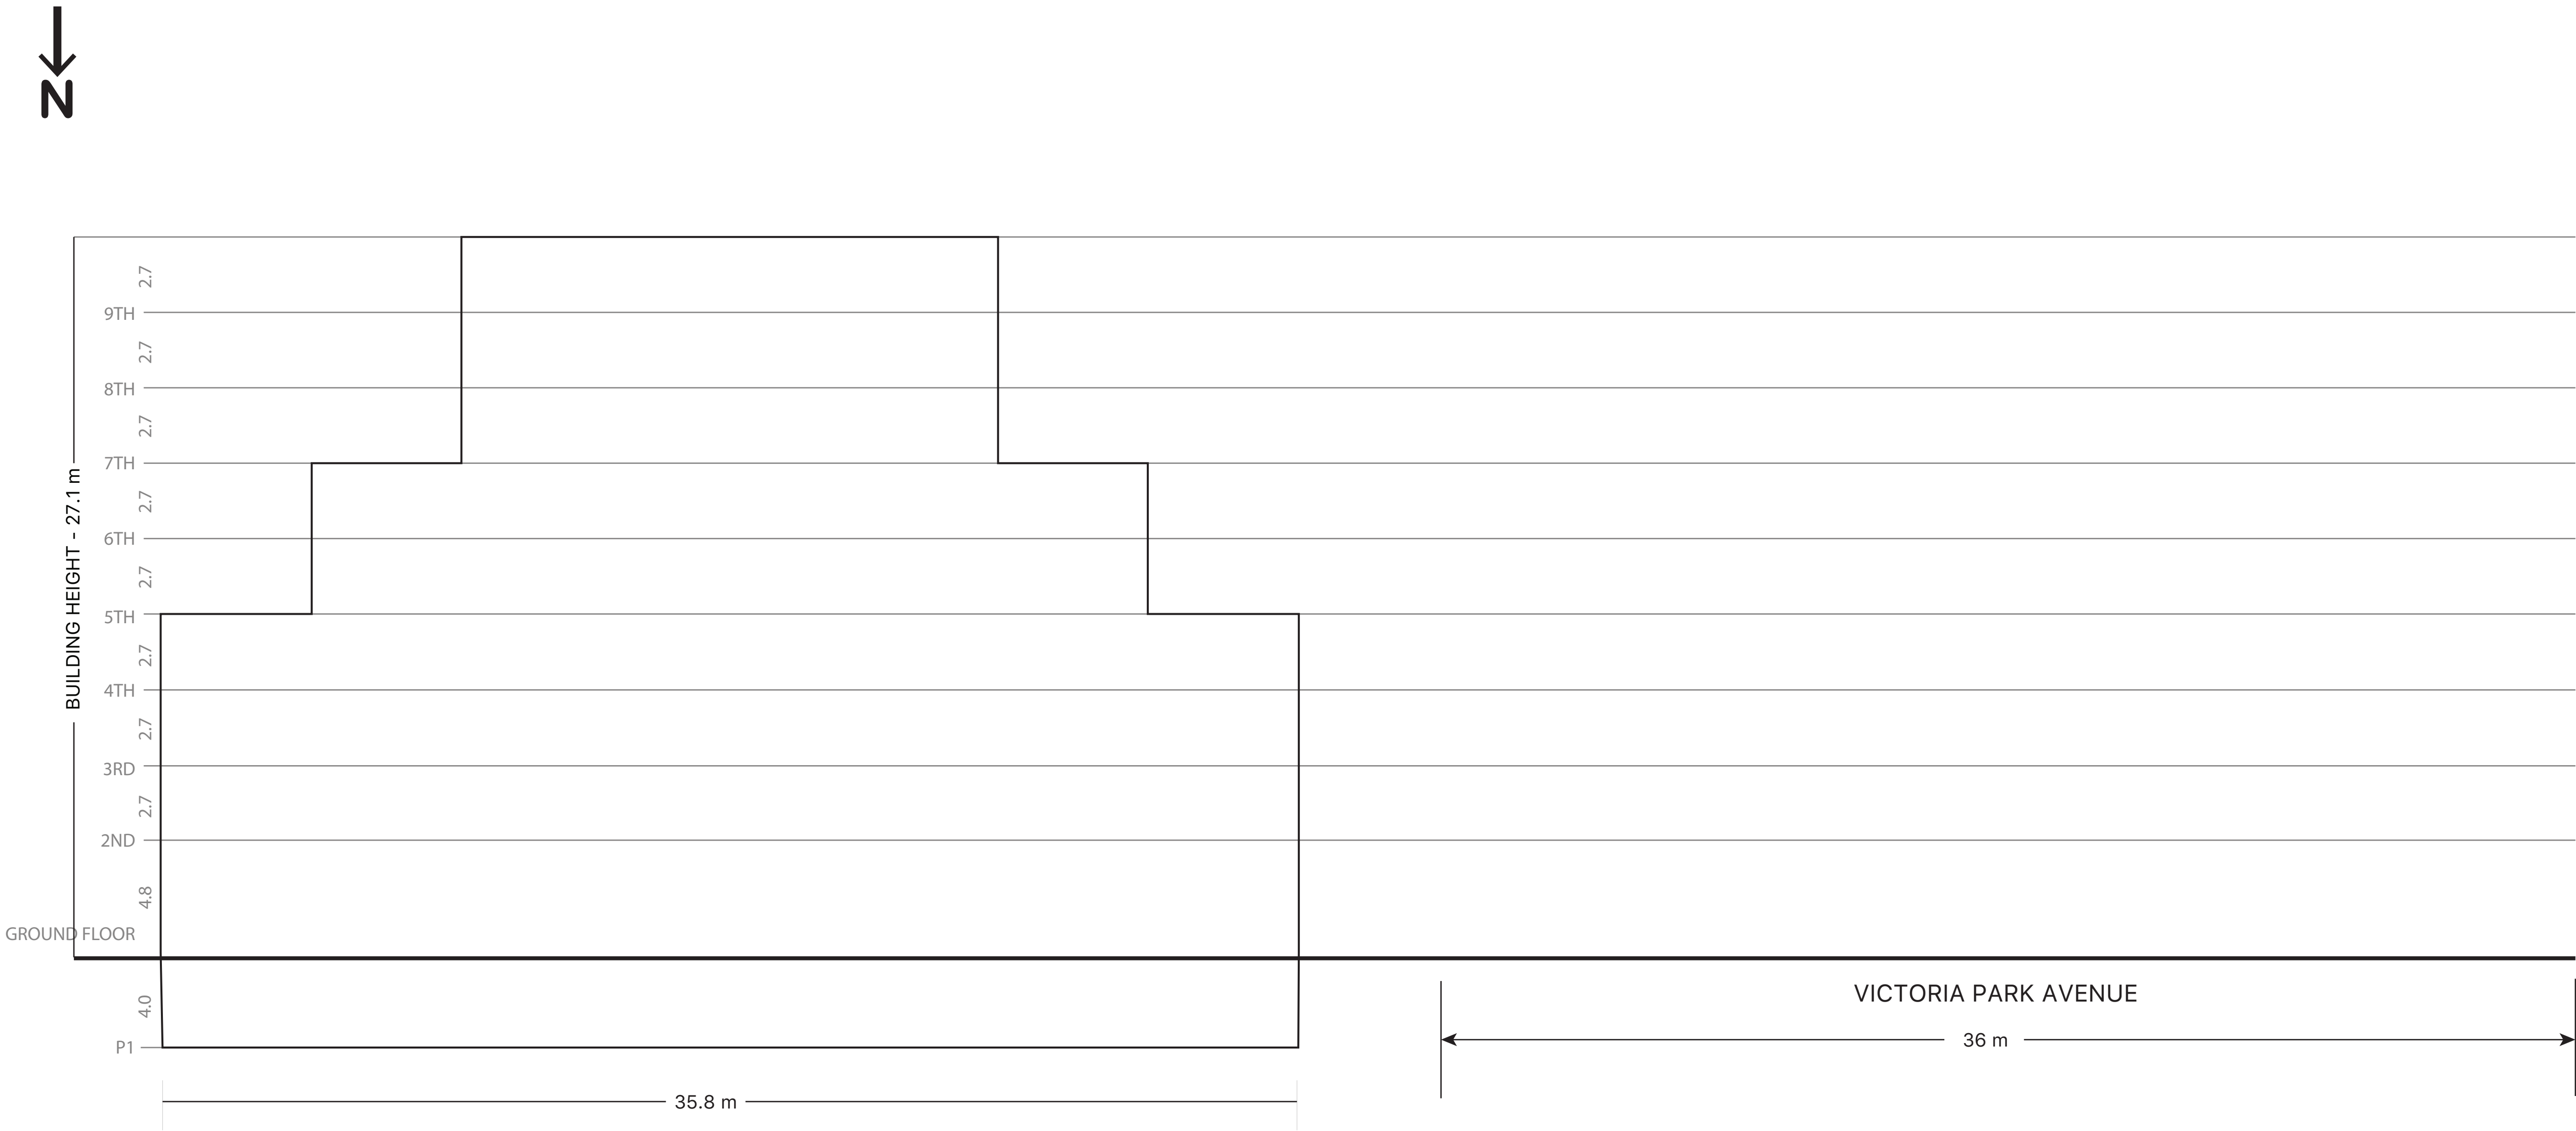 N
2.7
9TH
2.7
8TH
2.7
7TH
2.7
BUILDING HEIGHT - 27.1 m
6TH
2.7
5TH
2.7
4TH
2.7
3RD
2.7
2ND
4.8
GROUND FLOOR
4.0
P1
VICTORIA PARK AVENUE
36 m
35.8 m